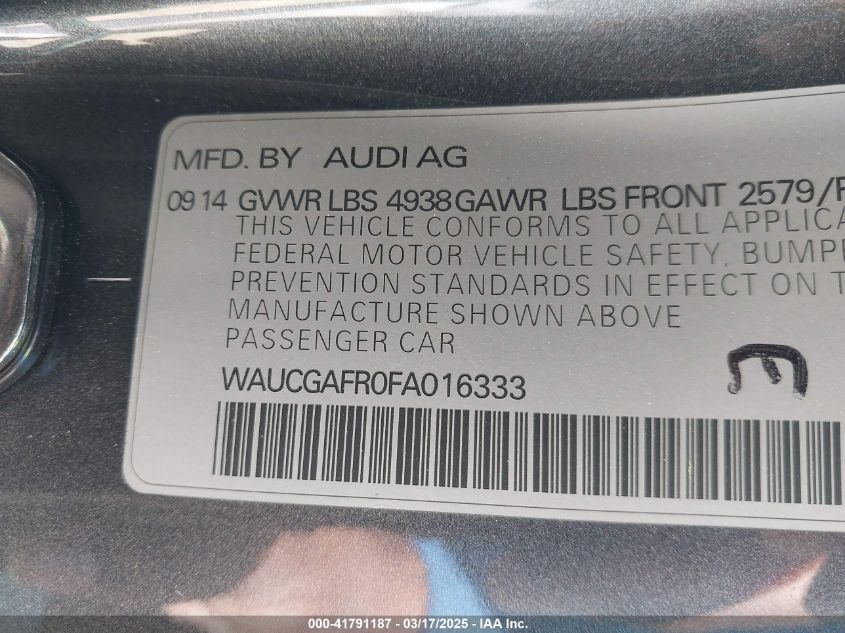 MFD. BY AUDI AG
09 14 GVWR LBS 4938 GAWR LBS FRONT 2579/
THIS VEHICLE CONFORMS TO ALL
FEDERAL MOTOR VEHICLE SAFETY,
PREVENTION STANDARDS IN EFFECT ON
MANUFACTURE SHOWN ABOVE
PASSENGER CAR
WAUCGAFR0FA016333
000-41791187 - 03/17/2025 - IAA Inc.